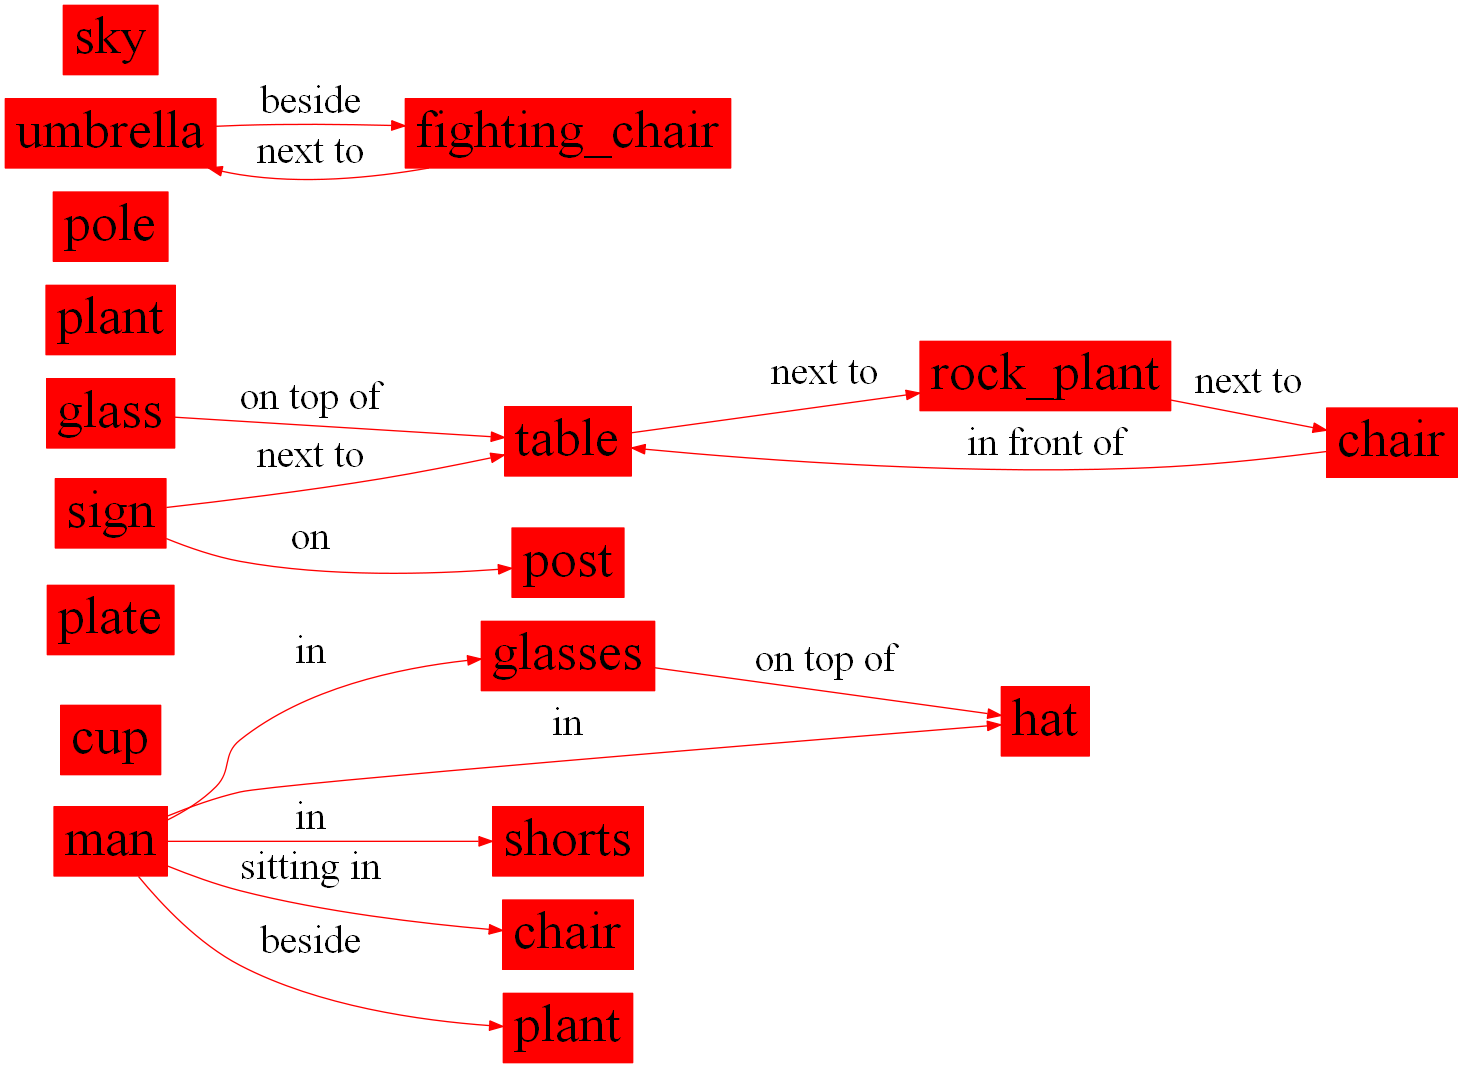 sky
umbrella
beside
fighting_chair
next to
pole
plant
glass
on top of
sign
next to
table
next to
rock_plant
next to
chair
in front of
on
post
plate
in
glasses
on top of
hat
in
cup
man
in
shorts
sitting in
chair
beside
plant